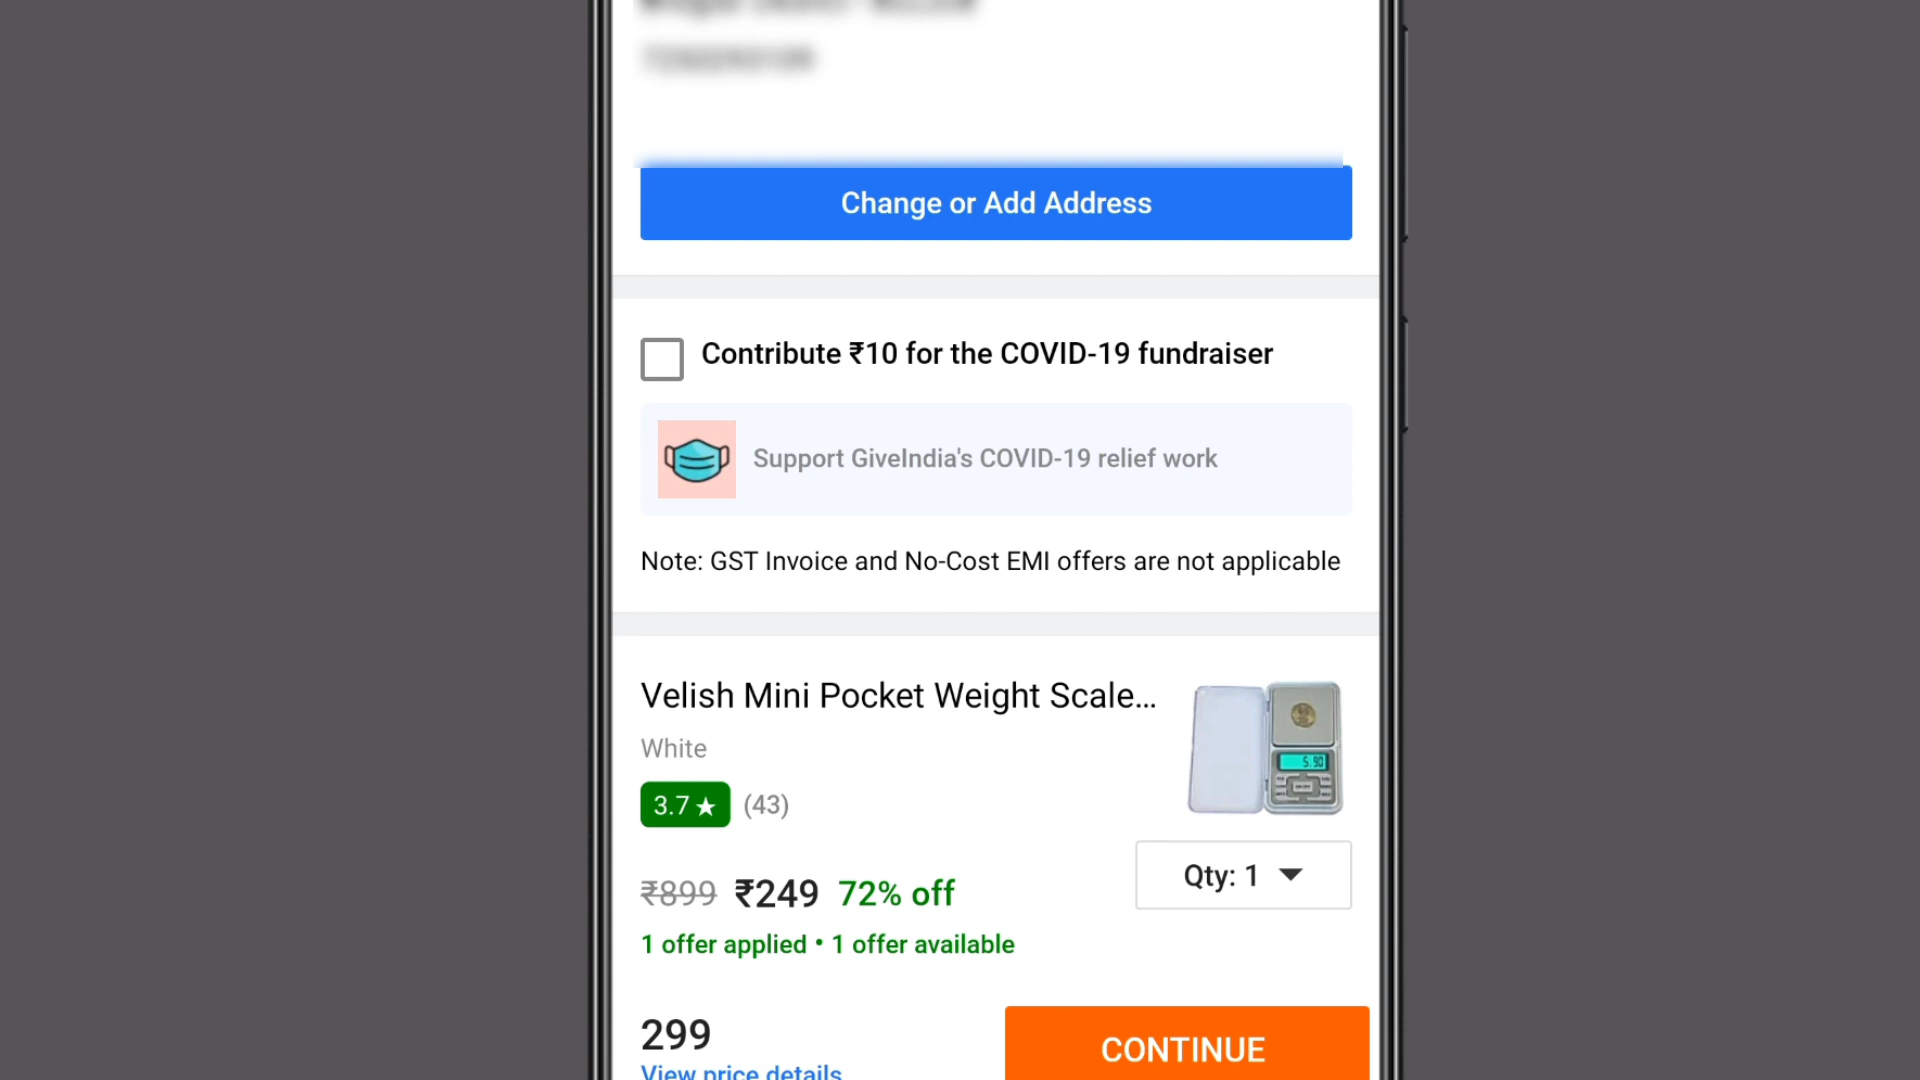 Change or Add Address
Contribute ₹10 for the COVID-19 fundraiser
Support GiveIndia's COVID-19 relief work
Note: GST Invoice and No-Cost EMI offers are not applicable
Velish Mini Pocket Weight Scale...
White
3.7 ★ (43)
Qty: 1
₹899 ₹249 72% off
1 offer applied • 1 offer available
299
CONTINUE
View price details